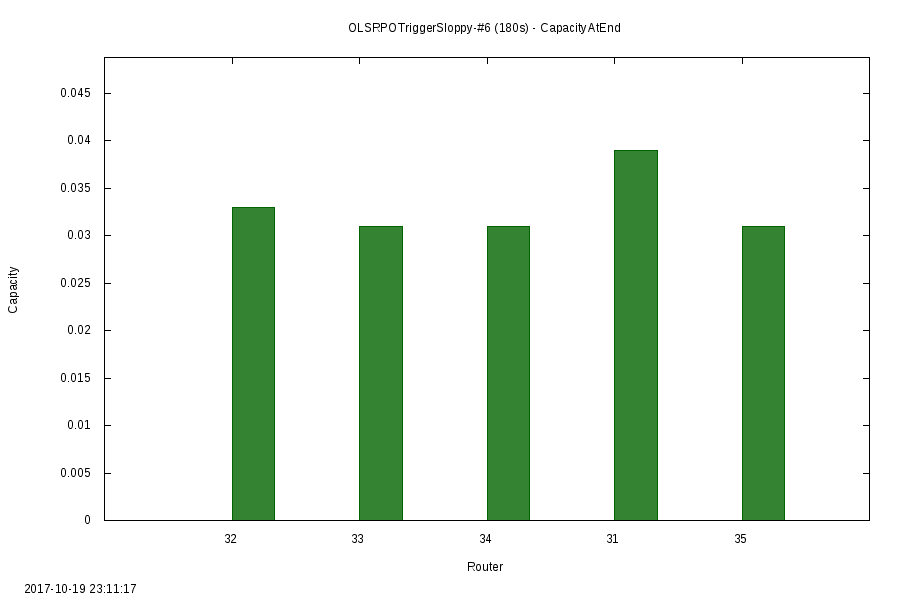 OLSRPOTriggerSloppy-#6 (180s) - CapacityAtEnd
0.045
0.04
0.035
0.03
0.025
0.02
0.015
0.01
0.005
0
Capacity
32 33 34 31 35
Router
2017-10-19 23:11:17